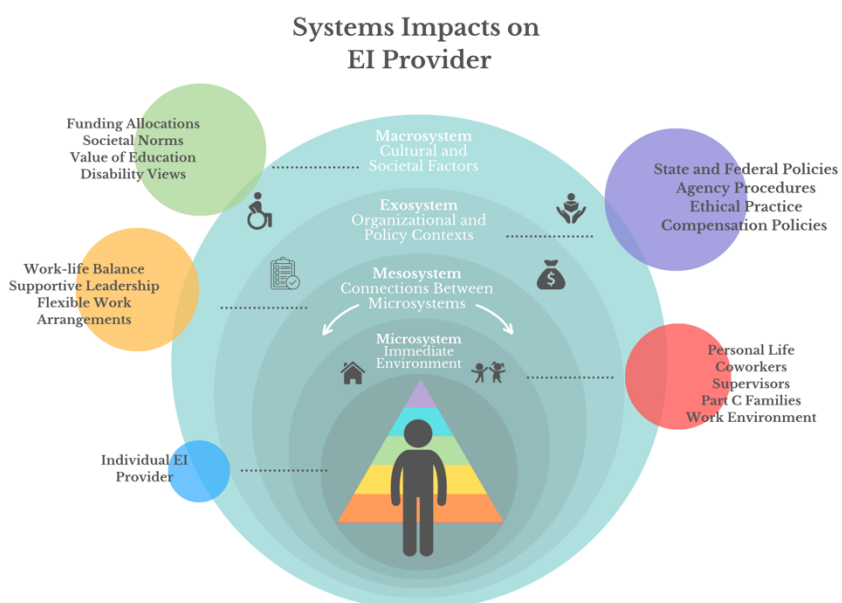 Systems Impacts on
EI Provider
Funding Allocations
Societal Norms
Value of Education
Disability Views
Macrosystem
Cultural and
Societal Factors
State and Federal Policies
Agency Procedures
Ethical Practice
Compensation Policies
Exosystem
Organizational and
Policy Contexts
Work-life Balance
Supportive Leadership
Flexible Work
Arrangements
Mesosystem
Connections Between
Microsystems
$
Microsystem
Immediate
Environment
Personal Life
Coworkers
Supervisors
Part C Families
Work Environment
Individual EI
Provider